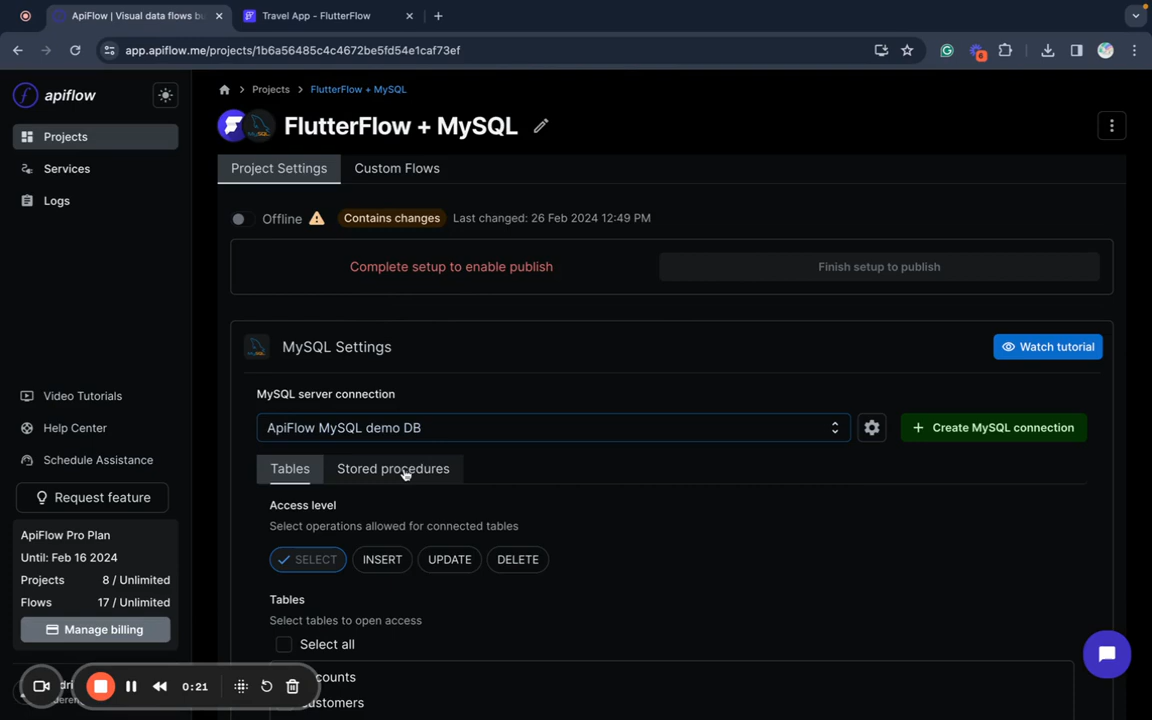 ApiFlow | Visual data flows bu
Travel App - FlutterFlow
app.apiflow.me/projects/1b6a56485c4c4672be5fd54e1caf73ef
6
apiflow
Projects
Services
Logs
Video Tutorials
Help Center
Schedule Assistance
Request feature
ApiFlow Pro Plan
Until: Feb 16 2024
Projects 8 / Unlimited
Flows 17 / Unlimited
Manage billing
Projects
FlutterFlow + MySQL
FlutterFlow + MySQL
Project Settings
Custom Flows
Offline
Contains changes
Last changed: 26 Feb 2024 12:49 PM
Complete setup to enable publish
Finish setup to publish
MySQL Settings
Watch tutorial
MySQL server connection
ApiFlow MySQL demo DB
Create MySQL connection
Tables
Stored procedures
Access level
Select operations allowed for connected tables
SELECT
INSERT
UPDATE
DELETE
Tables
Select tables to open access
Select all
counts
ustomers
0:21